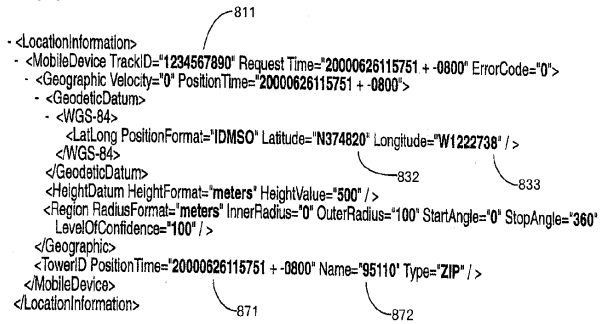 811
- <LocationInformation>
- <MobileDevice TrackID="1234567890" Request Time="20000626115751 + -0800" ErrorCode="0">
- <Geographic Velocity="0" PositionTime="20000626115751 + -0800">
- <GeodeticDatum>
- <WGS-84>
<LatLong PositionFormat="IDMSO" Latitude="N374820" Longitude="W1222738" / >
</WGS-84>
832
833
</GeodeticDatum>
<HeightDatum HeightFormat="meters" HeightValue="500" / >
<Region RadiusFormat="meters" InnerRadius="0" OuterRadius="100" StartAngle="0" StopAngle="360"
LevelOfConfidence="100" / >
</Geographic>
<TowerID PositionTime="20000626115751 + -0800" Name="95110" Type="ZIP" / >
</MobileDevice>
</LocationInformation>
871
872